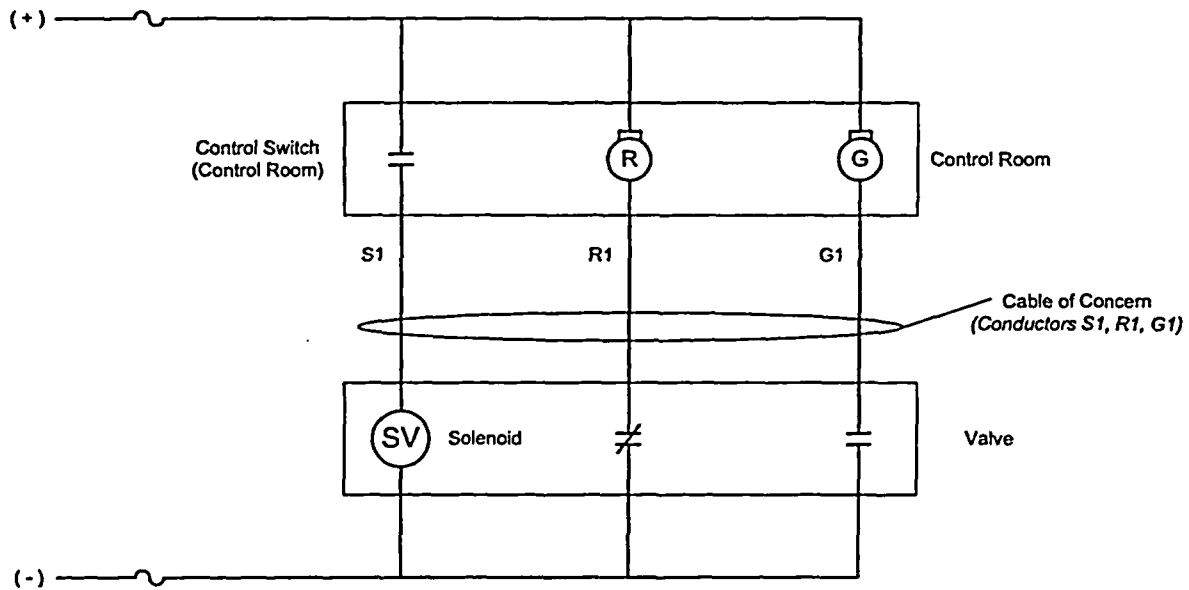 (+)
Control Switch
(Control Room)
R
G
Control Room
S1
R1
G1
Cable of Concern
(Conductors S1, R1, G1)
SV
Solenoid
Valve
(-)